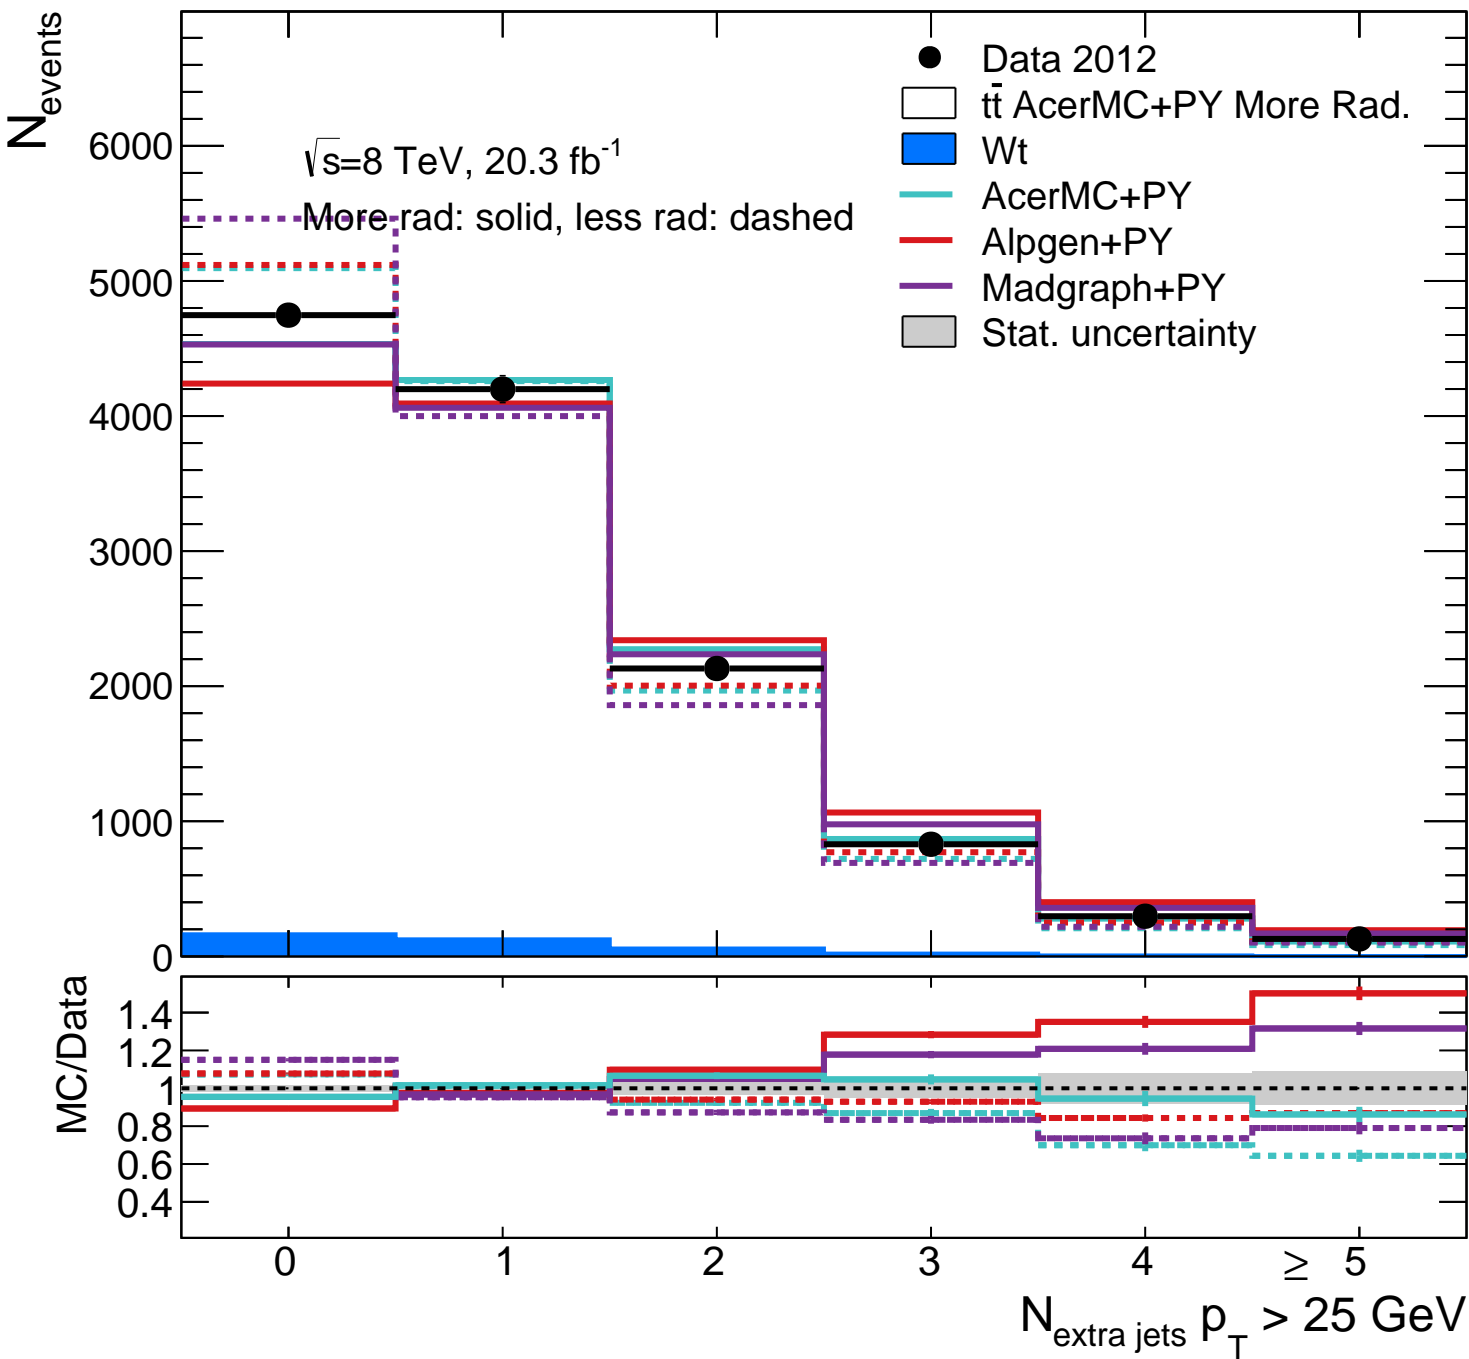 N_events
6000
5000
4000
3000
2000
1000
0
√s=8 TeV, 20.3 fb⁻¹
More rad: solid, less rad: dashed
Data 2012
tt̄ AcerMC+PY More Rad.
Wt
AcerMC+PY
Alpgen+PY
Madgraph+PY
Stat. uncertainty
MC/Data
1.4
1.2
1
0.8
0.6
0.4
0 1 2 3 4 ≥ 5
N_extra jets p_T > 25 GeV